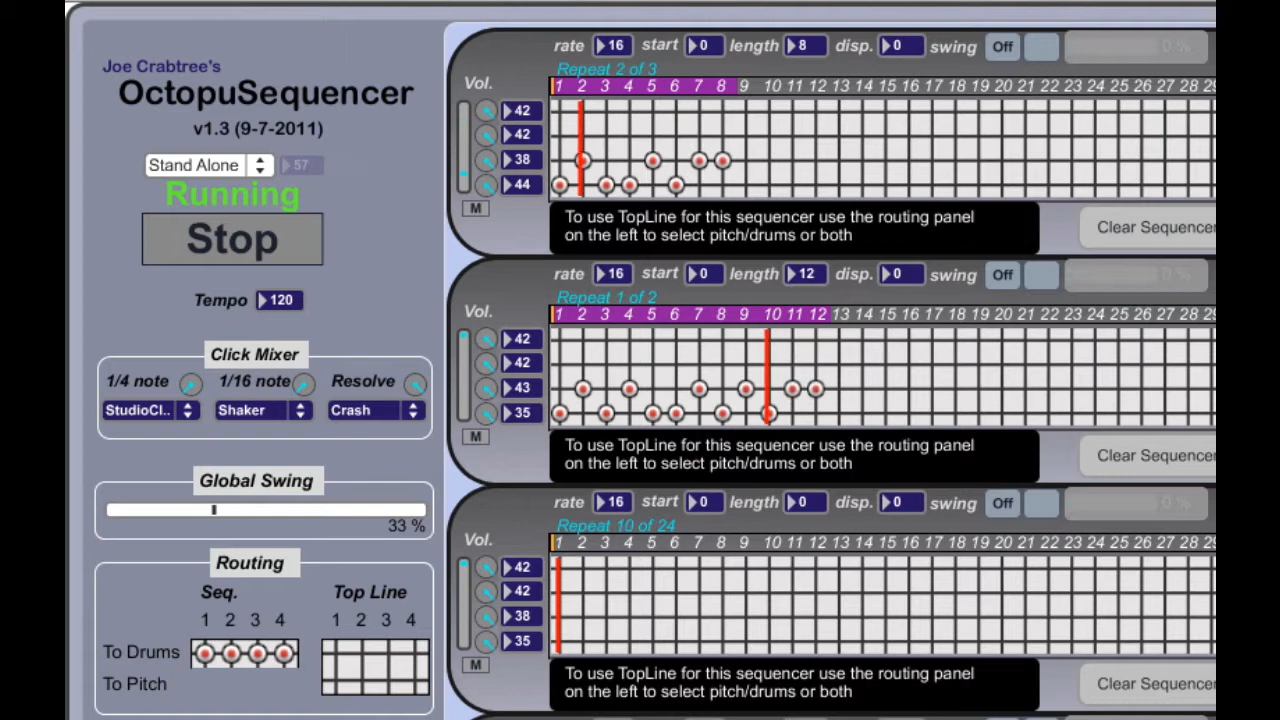 Joe Crabtree's
OctopuSequencer
v1.3 (9-7-2011)
Stand Alone 57
Running
Stop
Tempo 120
Click Mixer
1/4 note 1/16 note Resolve
StudioCl.. Shaker Crash
Global Swing
33 %
Routing
Seq. Top Line
1 2 3 4 1 2 3 4
To Drums
To Pitch
rate 16 start 0 length 8 disp. 0 swing Off 0 %
Repeat 2 of 3
Vol.
1 2 3 4 5 6 7 8 9 10 11 12 13 14 15 16 17 18 19 20 21 22 23 24 25 26 27 28 29
42
42
38
44
M
To use TopLine for this sequencer use the routing panel
on the left to select pitch/drums or both
Clear Sequencer
rate 16 start 0 length 12 disp. 0 swing Off 0 %
Repeat 1 of 2
Vol.
1 2 3 4 5 6 7 8 9 10 11 12 13 14 15 16 17 18 19 20 21 22 23 24 25 26 27 28 29
42
42
43
35
M
To use TopLine for this sequencer use the routing panel
on the left to select pitch/drums or both
Clear Sequencer
rate 16 start 0 length 0 disp. 0 swing Off 0 %
Repeat 10 of 24
Vol.
1 2 3 4 5 6 7 8 9 10 11 12 13 14 15 16 17 18 19 20 21 22 23 24 25 26 27 28 29
42
42
38
35
M
To use TopLine for this sequencer use the routing panel
on the left to select pitch/drums or both
Clear Sequencer